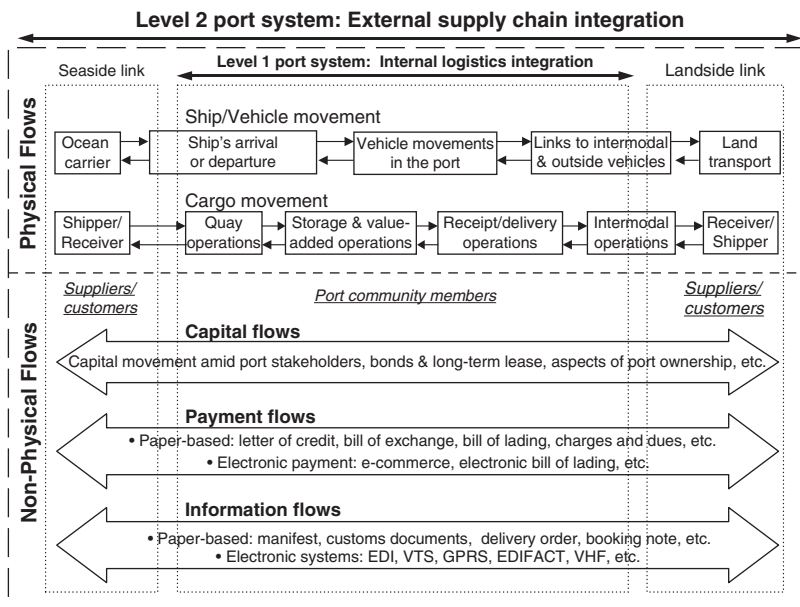 Level 2 port system: External supply chain integration
Seaside link
Level 1 port system: Internal logistics integration
Landside link
Physical Flows
Ship/Vehicle movement
Ocean
carrier
Ship's arrival
or departure
Vehicle movements
in the port
Links to intermodal
& outside vehicles
Land
transport
Cargo movement
Shipper/
Receiver
Quay
operations
Storage & value-
added operations
Receipt/delivery
operations
Intermodal
operations
Receiver/
Shipper
Non-Physical Flows
Suppliers/
customers
Port community members
Suppliers/
customers
Capital flows
Capital movement amid port stakeholders, bonds & long-term lease, aspects of port ownership, etc.
Payment flows
• Paper-based: letter of credit, bill of exchange, bill of lading, charges and dues, etc.
• Electronic payment: e-commerce, electronic bill of lading, etc.
Information flows
• Paper-based: manifest, customs documents, delivery order, booking note, etc.
• Electronic systems: EDI, VTS, GPRS, EDIFACT, VHF, etc.